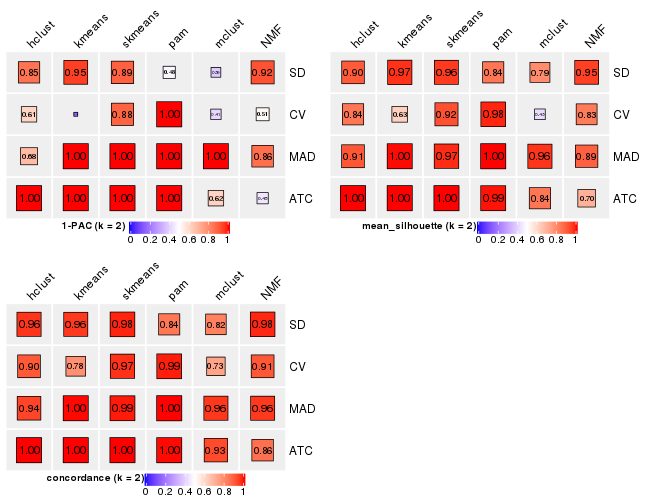 hclust kmeans skmeans pam mclust NMF
0.85 0.95 0.89 0.48 SD
0.92
0.61 0.88 1.00 0.41 0.51 CV
0.68 1.00 1.00 1.00 1.00 0.86 MAD
1.00 1.00 1.00 1.00 0.62 ATC
1-PAC (k = 2)
0 0.2 0.4 0.6 0.8 1
hclust kmeans skmeans pam mclust NMF
0.90 0.97 0.96 0.84 0.79 0.95 SD
0.84 0.63 0.92 0.98 0.83 CV
0.91 1.00 0.97 1.00 0.96 0.89 MAD
1.00 1.00 1.00 0.99 0.84 0.70 ATC
mean_silhouette (k = 2)
0 0.2 0.4 0.6 0.8 1
hclust kmeans skmeans pam mclust NMF
0.96 0.96 0.98 0.84 0.82 0.98 SD
0.90 0.78 0.97 0.99 0.73 0.91 CV
0.94 1.00 0.99 1.00 0.96 0.96 MAD
1.00 1.00 1.00 1.00 0.93 0.86 ATC
concordance (k = 2)
0 0.2 0.4 0.6 0.8 1